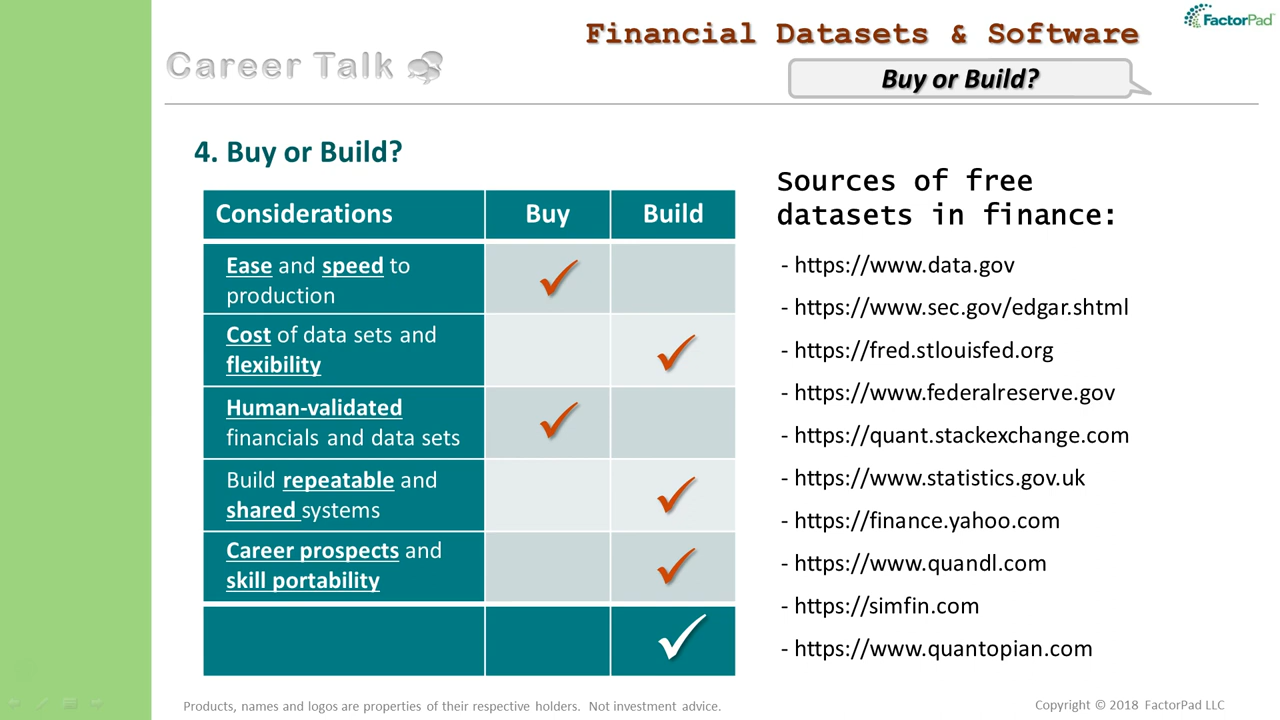 FactorPad
Financial Datasets & Software
Career Talk
Buy or Build?
4. Buy or Build?
Considerations Buy Build
Ease and speed to
production
Cost of data sets and
flexibility
Human-validated
financials and data sets
Build repeatable and
shared systems
Career prospects and
skill portability
Sources of free
datasets in finance:
- https://www.data.gov
- https://www.sec.gov/edgar.shtml
- https://fred.stlouisfed.org
- https://www.federalreserve.gov
- https://quant.stackexchange.com
- https://www.statistics.gov.uk
- https://finance.yahoo.com
- https://www.quandl.com
- https://simfin.com
- https://www.quantopian.com
Products, names and logos are properties of their respective holders. Not investment advice.
Copyright © 2018 FactorPad LLC